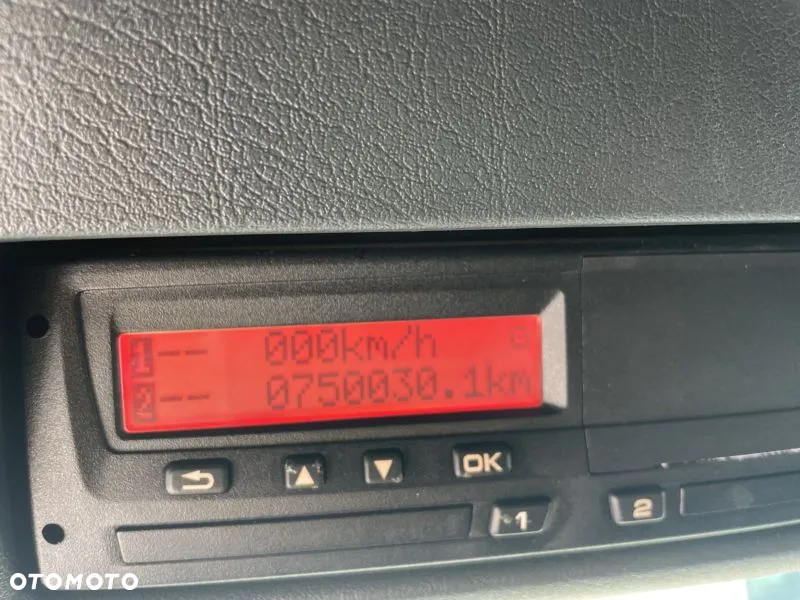 1 -- 000km/h
2 -- 0750030.1km
OK
1
2
OTOMOTO